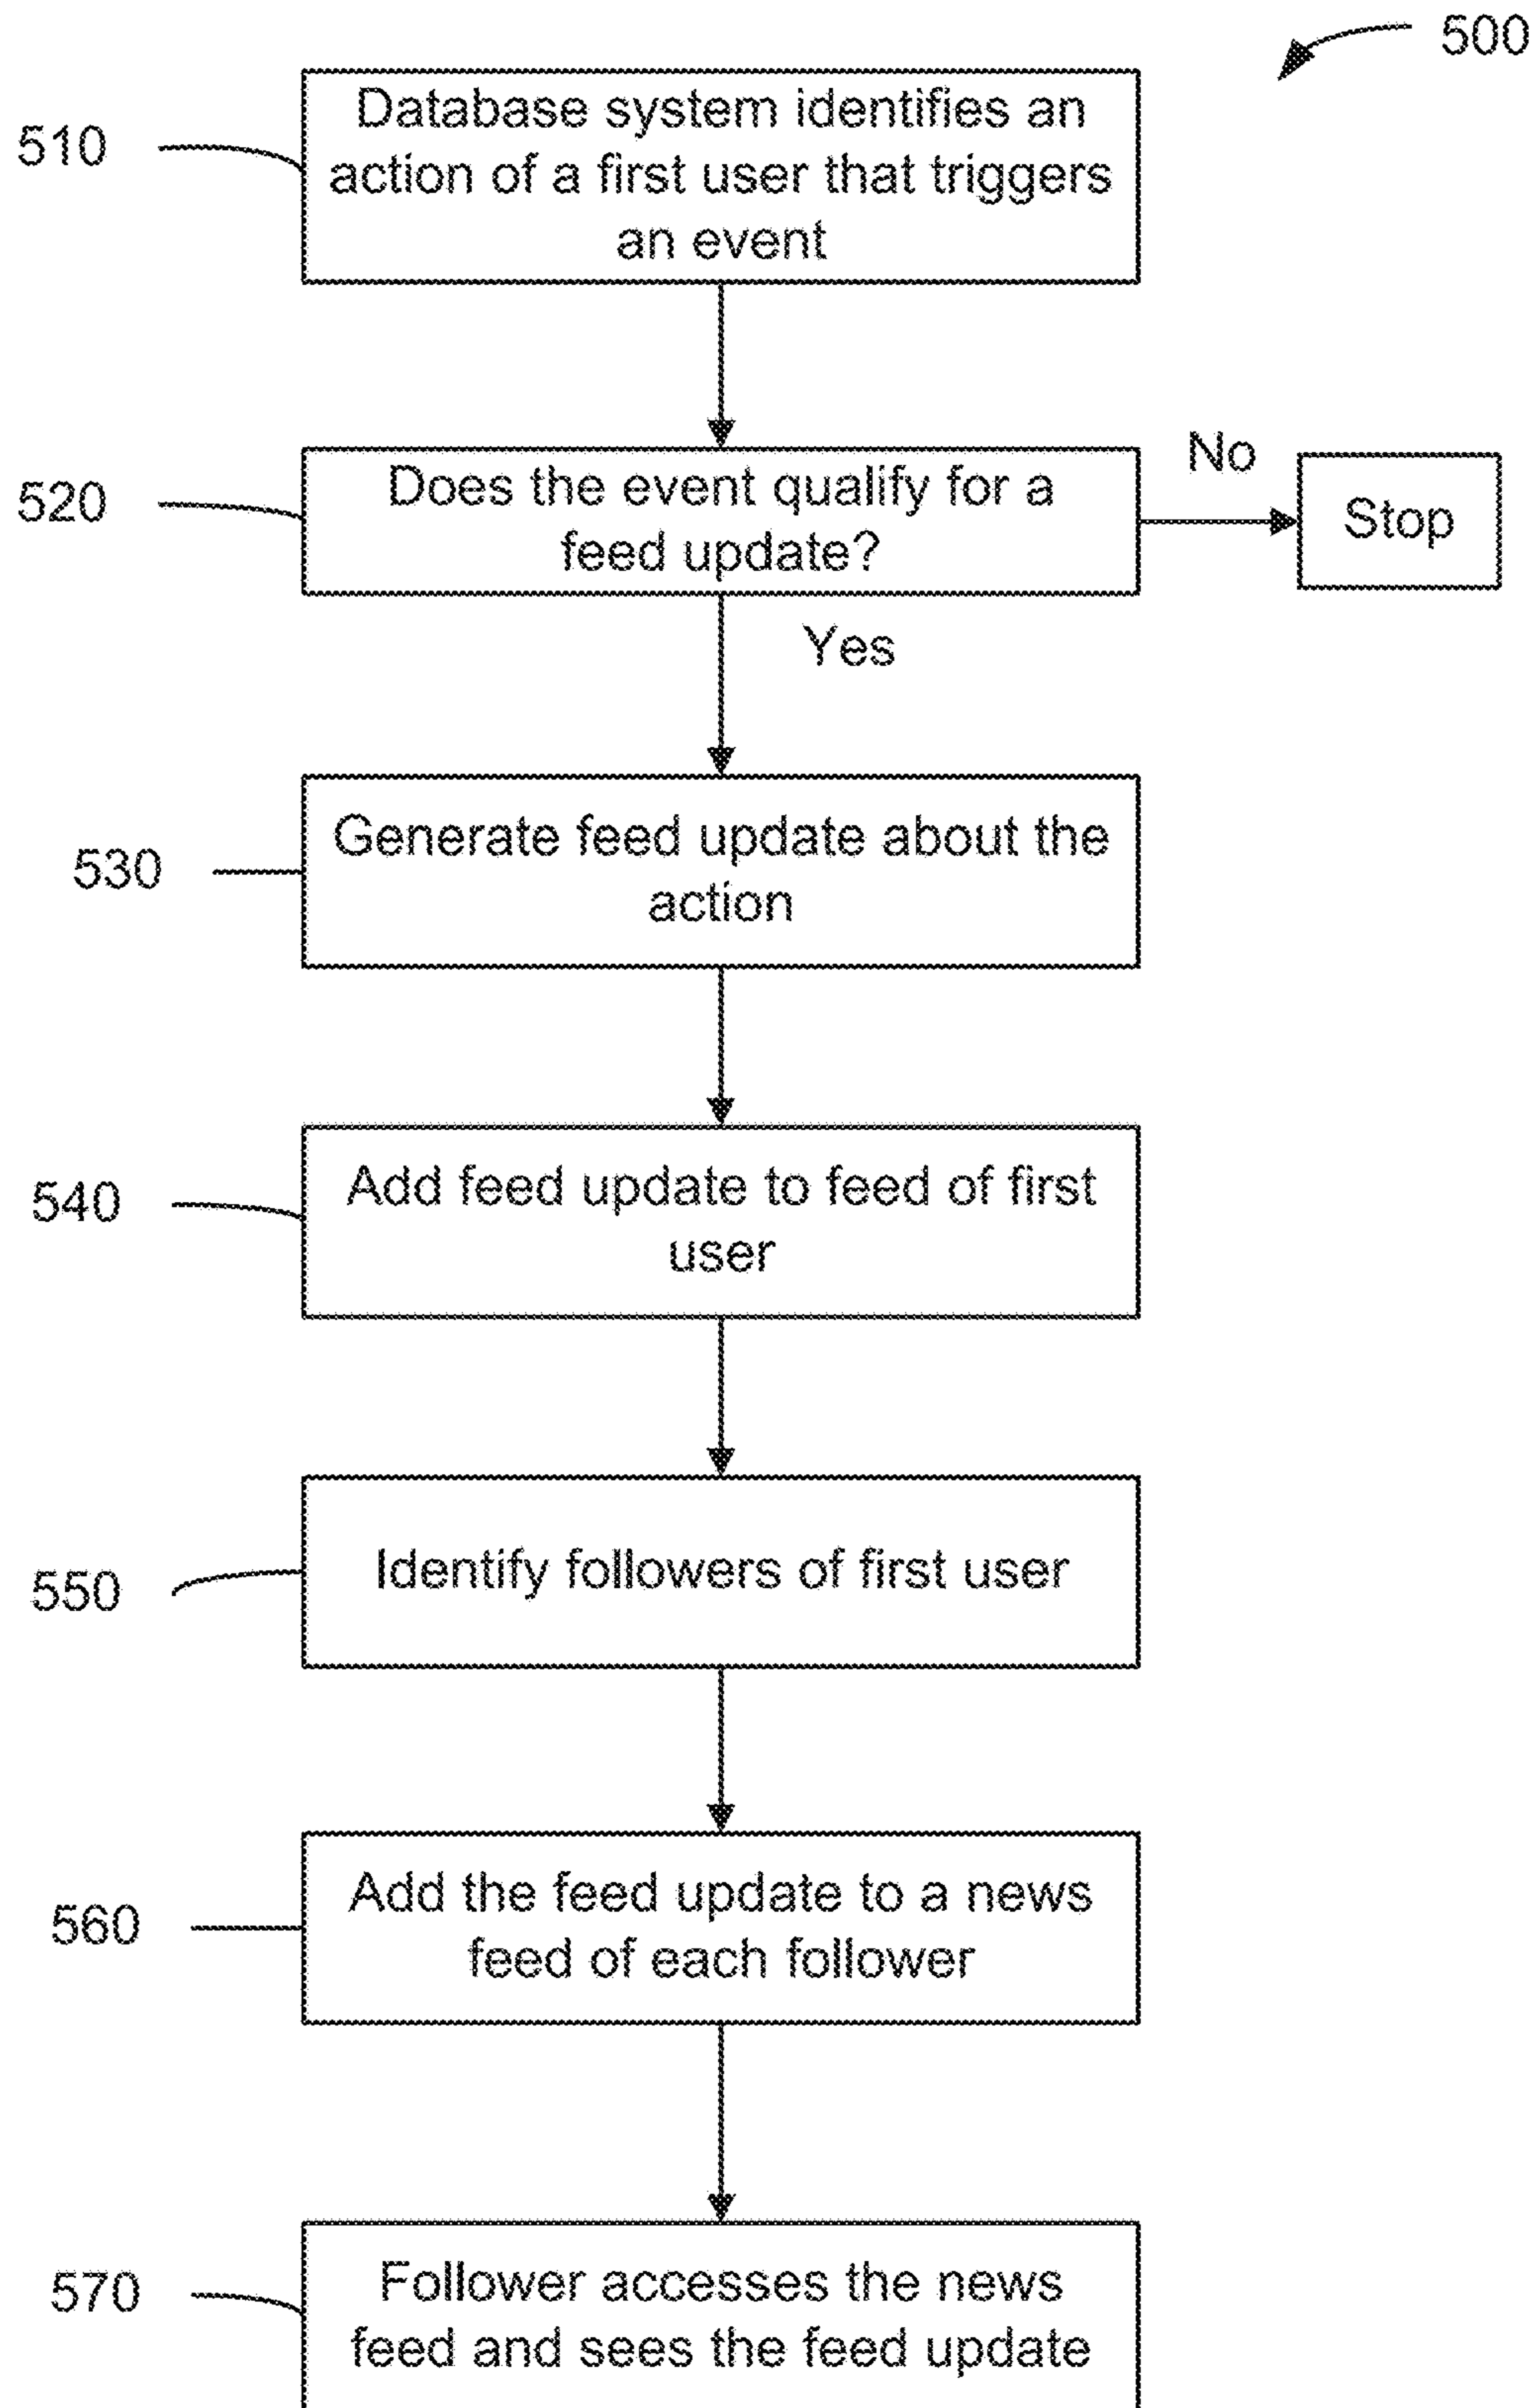 500
510
Database system identifies an
action of a first user that triggers
an event
520
Does the event qualify for a
feed update?
No
Stop
Yes
530
Generate feed update about the
action
540
Add feed update to feed of first
user
550
Identify followers of first user
560
Add the feed update to a news
feed of each follower
570
Follower accesses the news
feed and sees the feed update